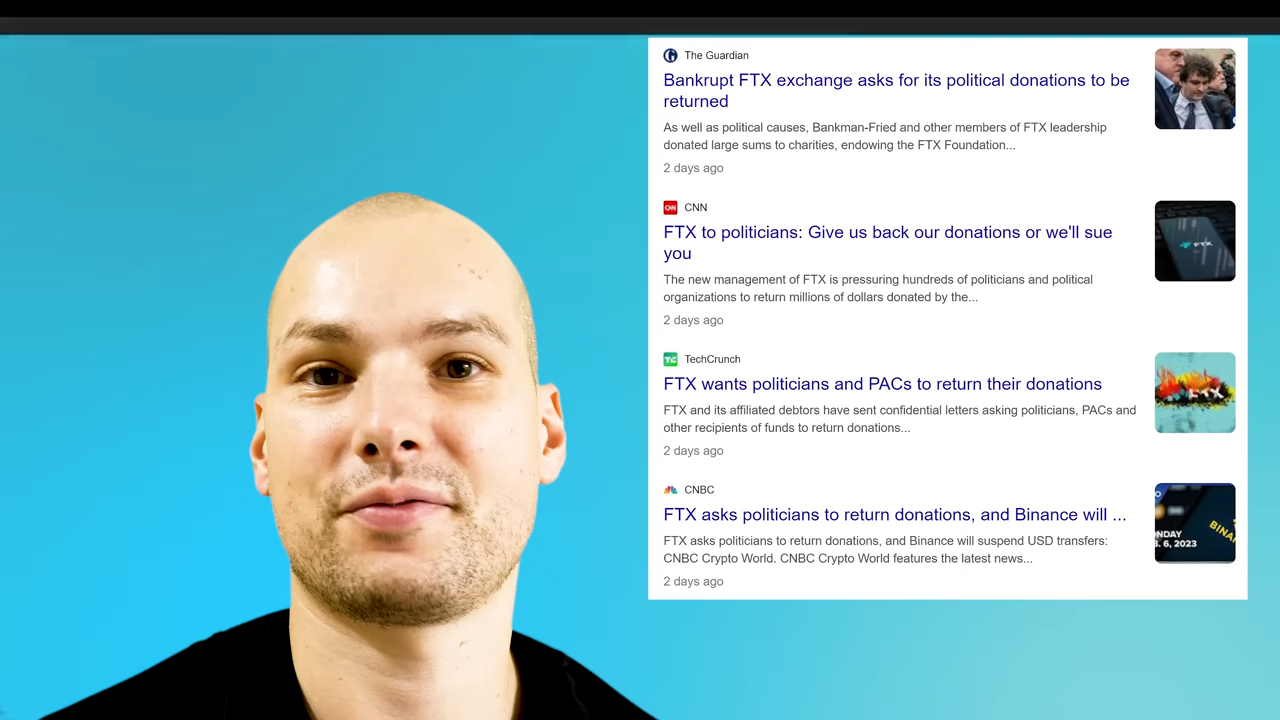 The Guardian
Bankrupt FTX exchange asks for its political donations to be
returned
As well as political causes, Bankman-Fried and other members of FTX leadership
donated large sums to charities, endowing the FTX Foundation...
2 days ago
CNN
CNN
FTX to politicians: Give us back our donations or we'll sue
you
FTX
The new management of FTX is pressuring hundreds of politicians and political
organizations to return millions of dollars donated by the...
2 days ago
TC
TechCrunch
FTX wants politicians and PACs to return their donations
FTX and its affiliated debtors have sent confidential letters asking politicians, PACs and
other recipients of funds to return donations...
2 days ago
CNBC
FTX asks politicians to return donations, and Binance will ...
FTX asks politicians to return donations, and Binance will suspend USD transfers:
CNBC Crypto World. CNBC Crypto World features the latest news...
2 days ago
NDAY
6, 2023
BINA